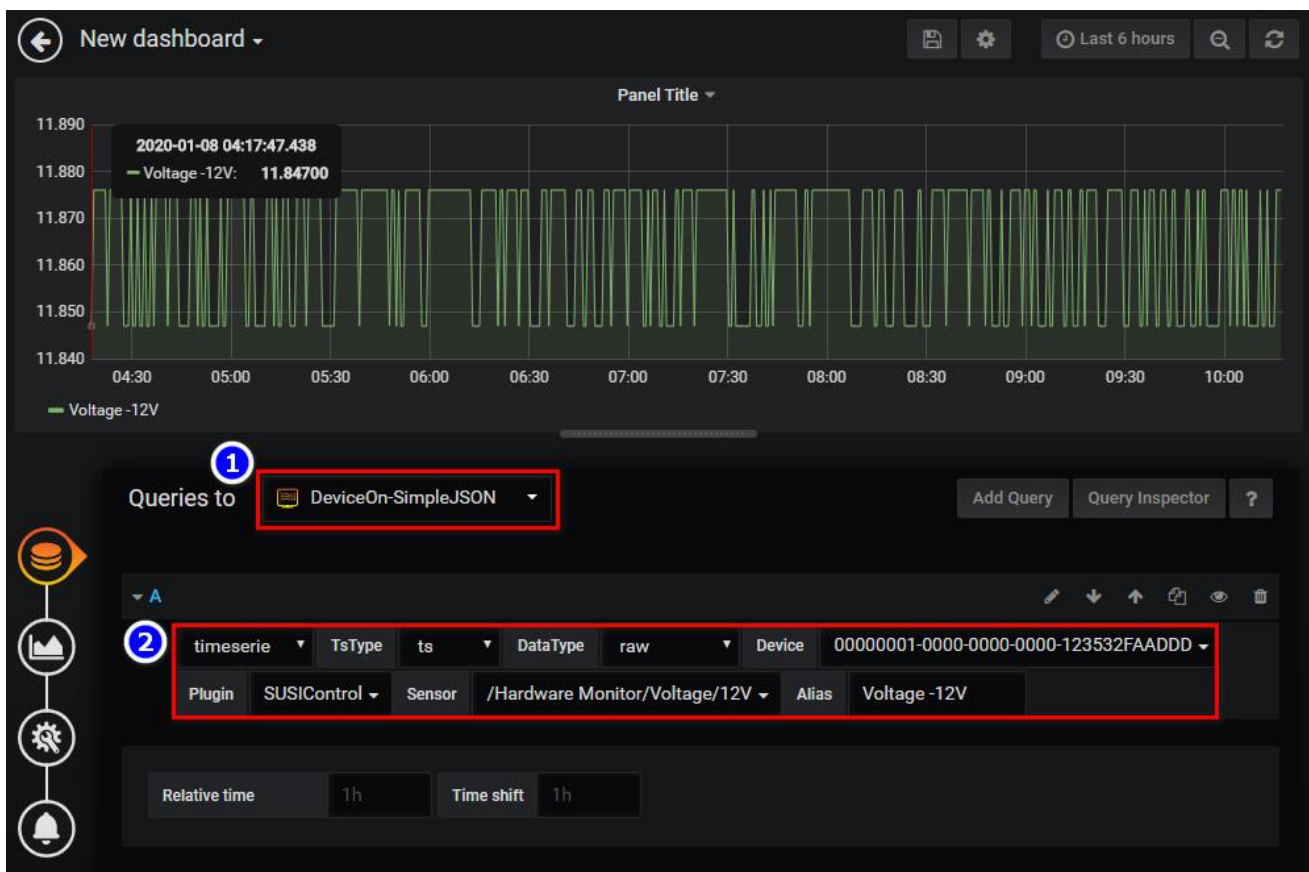 New dashboard
Last 6 hours
Panel Title
11.890
11.880
11.870
11.860
11.850
11.840
2020-01-08 04:17:47.438
Voltage -12V: 11.84700
04:30 05:00 05:30 06:00 06:30 07:00 07:30 08:00 08:30 09:00 09:30 10:00
Voltage -12V
1
Queries to DeviceOn-SimpleJSON Add Query Query Inspector ?
A
2
timeserie TsType ts DataType raw Device 00000001-0000-0000-0000-123532FAADDD
Plugin SUSIControl Sensor /Hardware Monitor/Voltage/12V Alias Voltage -12V
Relative time 1h Time shift 1h